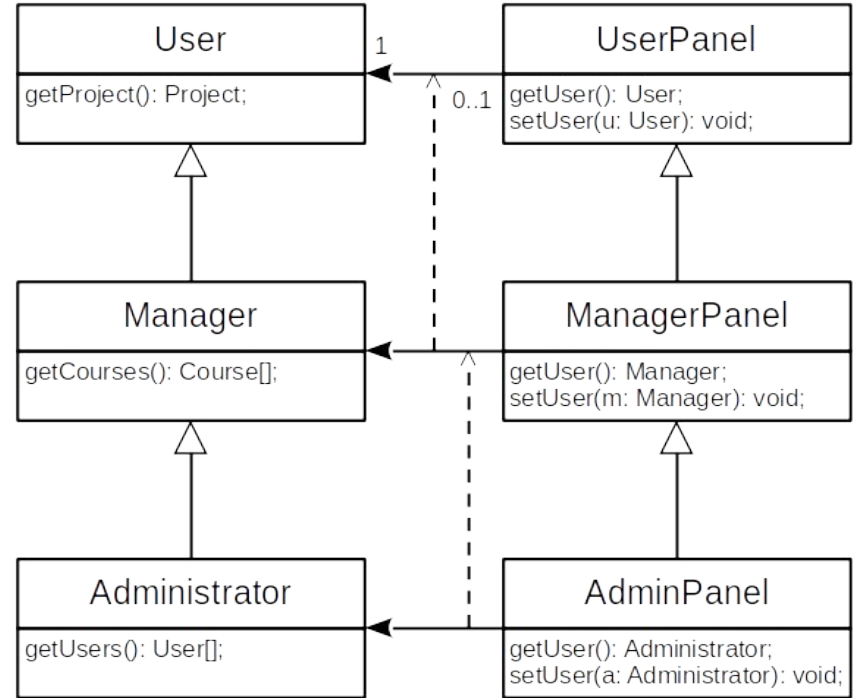 User
getProject(): Project;
1
0..1
UserPanel
getUser(): User;
setUser(u: User): void;
Manager
getCourses(): Course[];
ManagerPanel
getUser(): Manager;
setUser(m: Manager): void;
Administrator
getUsers(): User[];
AdminPanel
getUser(): Administrator;
setUser(a: Administrator): void;